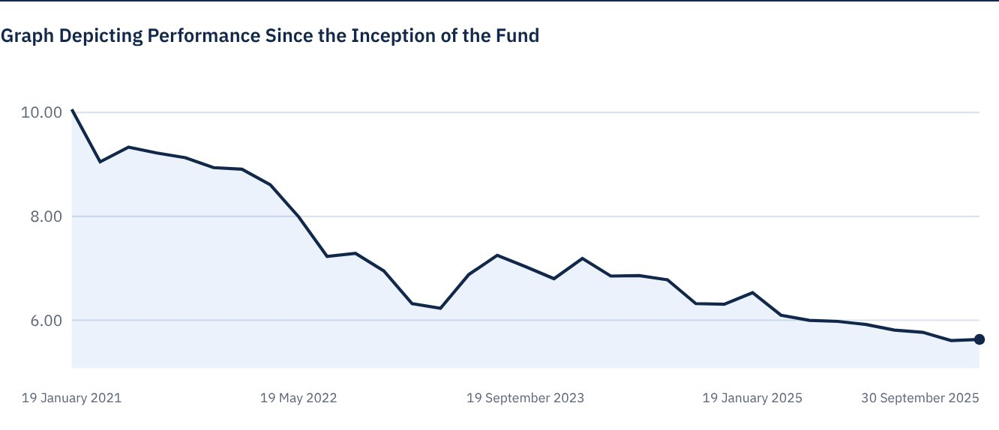 Graph Depicting Performance Since the Inception of the Fund
10.00
8.00
6.00
19 January 2021 19 May 2022 19 September 2023 19 January 2025 30 September 2025